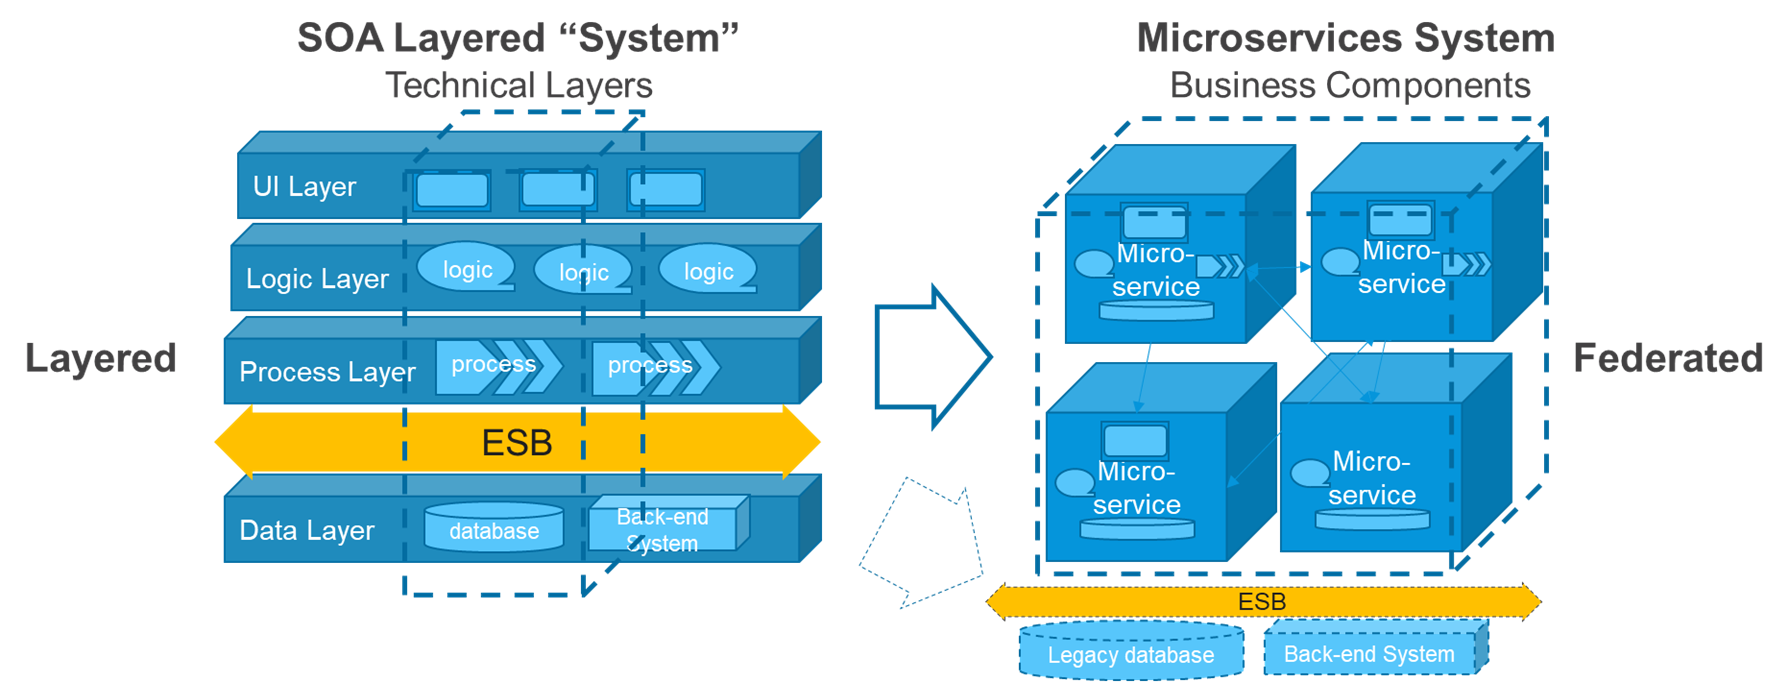 SOA Layered “System”
Technical Layers
Layered
UI Layer
Logic Layer
logic
logic
logic
Process Layer
process
process
ESB
Data Layer
database
Back-end
System
Microservices System
Business Components
Micro-
service
Micro-
service
Micro-
service
Micro-
service
Federated
ESB
Legacy database
Back-end System